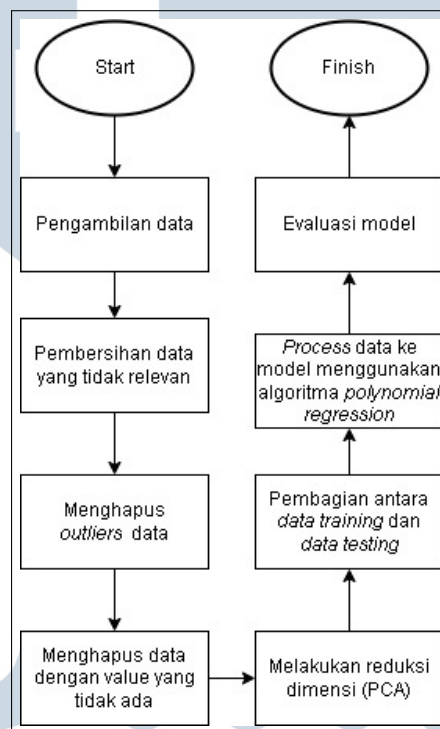 Start
Pengambilan data
Pembersihan data
yang tidak relevan
Menghapus
outliers data
Menghapus data
dengan value yang
tidak ada
Melakukan reduksi
dimensi (PCA)
Pembagian antara
data training dan
data testing
Process data ke
model menggunakan
algoritma polynomial
regression
Evaluasi model
Finish